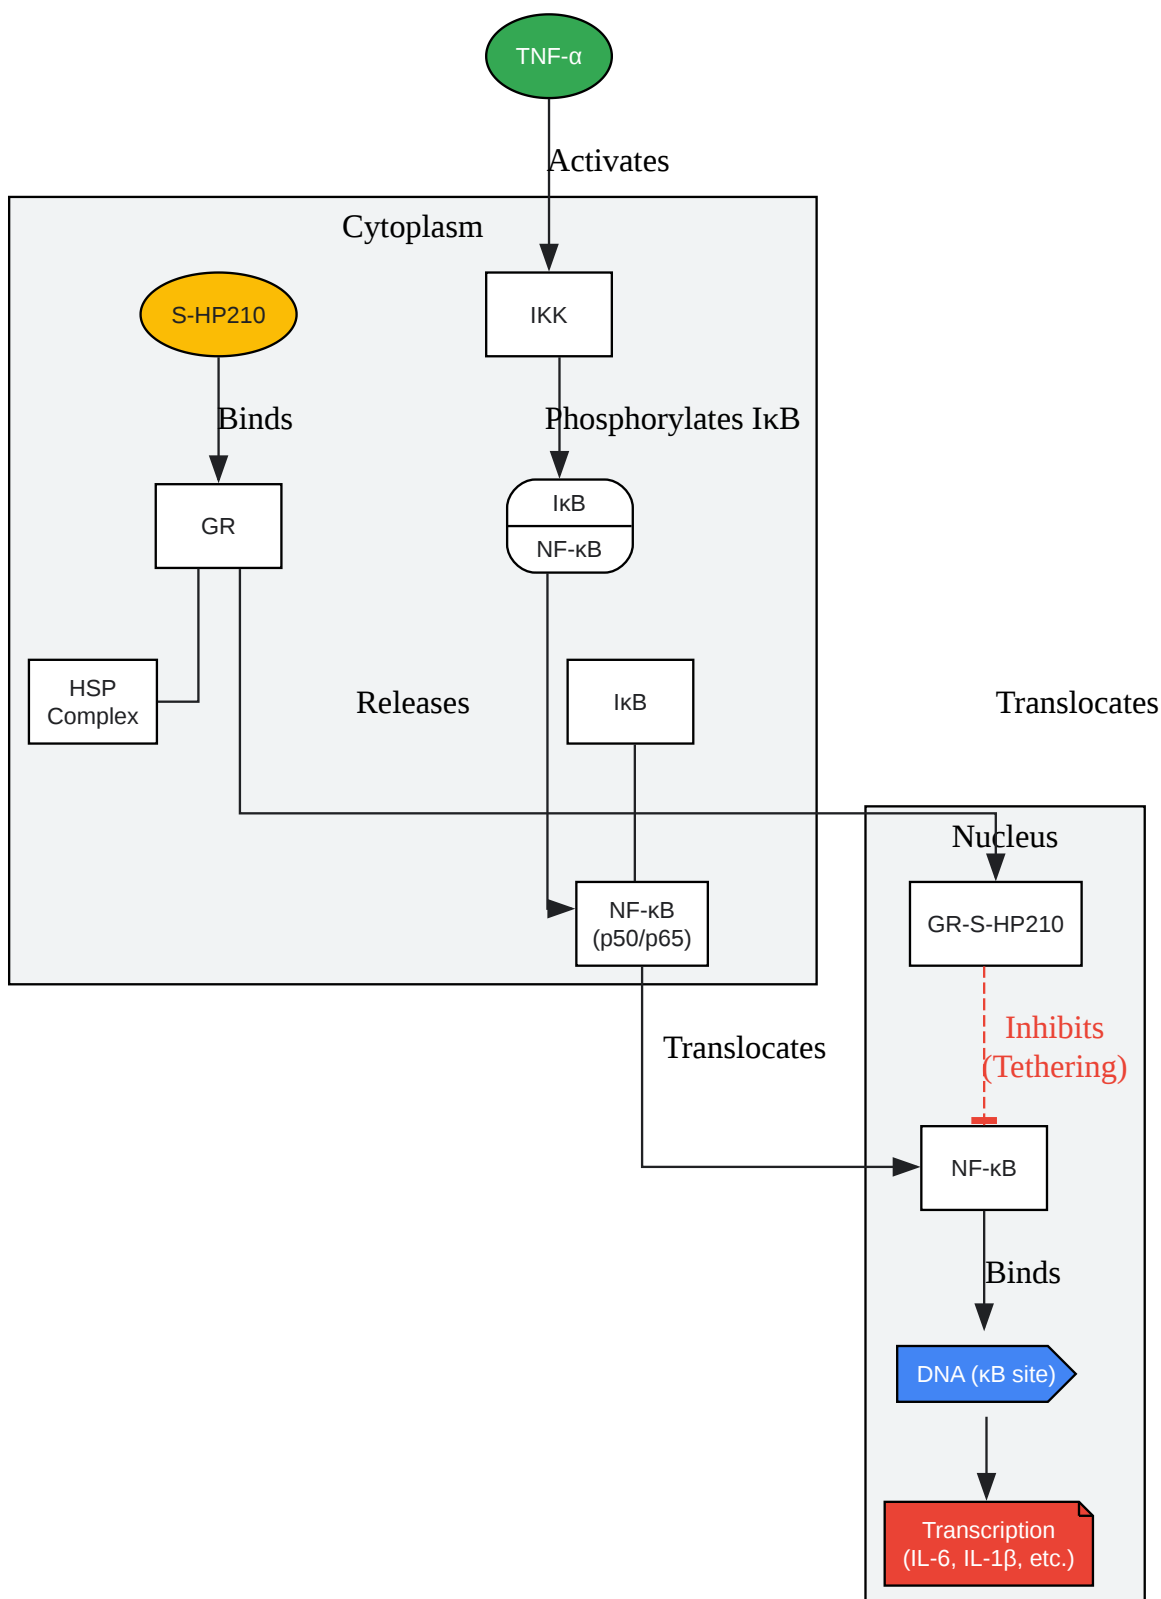 TNF-α
Activates
Cytoplasm
S-HP210
IKK
Binds
Phosphorylates IκB
GR
IκB
NF-κB
HSP
Complex
Releases
IκB
Translocates
Nucleus
NF-κB
(p50/p65)
GR-S-HP210
Translocates
Inhibits
(Tethering)
NF-κB
Binds
DNA (κB site)
Transcription
(IL-6, IL-1β, etc.)